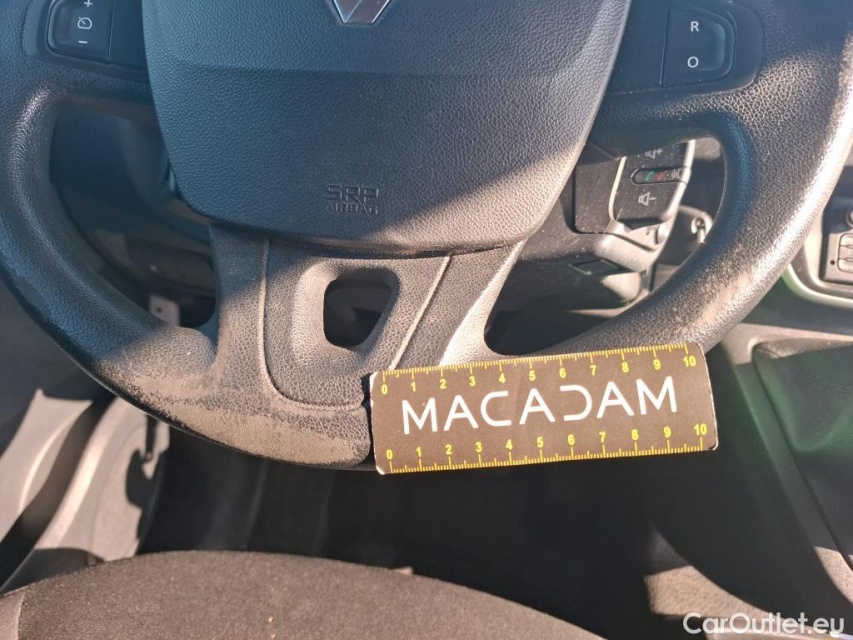 +
-
R
O
SRP
AIRBAG
0 1 2 3 4 5 6 7 8 9 10
MACADAM
0 1 2 3 4 5 6 7 8 9 10
CarOutlet.eu